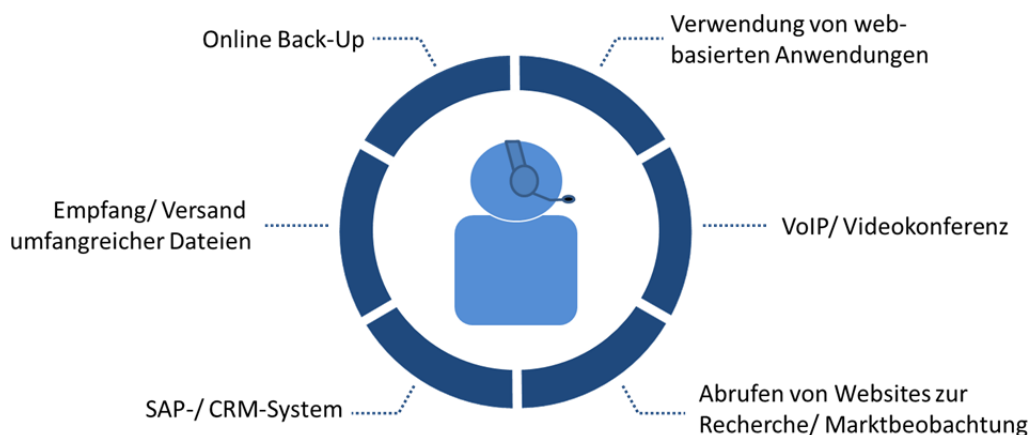 Online Back-Up
Verwendung von web-
basierten Anwendungen
Empfang/ Versand
umfangreicher Dateien
VoIP/ Videokonferenz
SAP-/ CRM-System
Abrufen von Websites zur
Recherche/ Marktbeobachtung